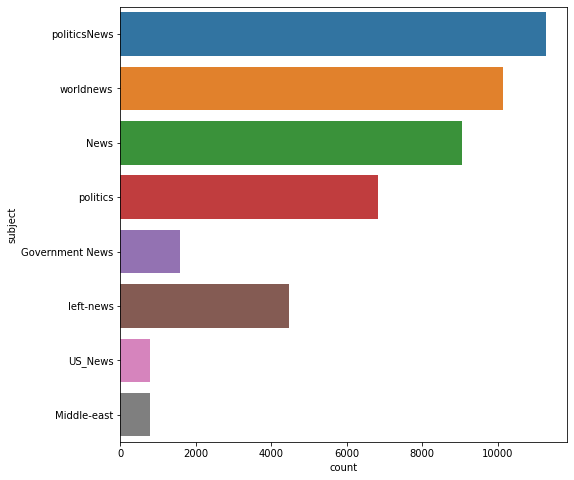 politicsNews
worldnews
News
politics
Government News
left-news
US_News
Middle-east
subject
0 2000 4000 6000 8000 10000
count